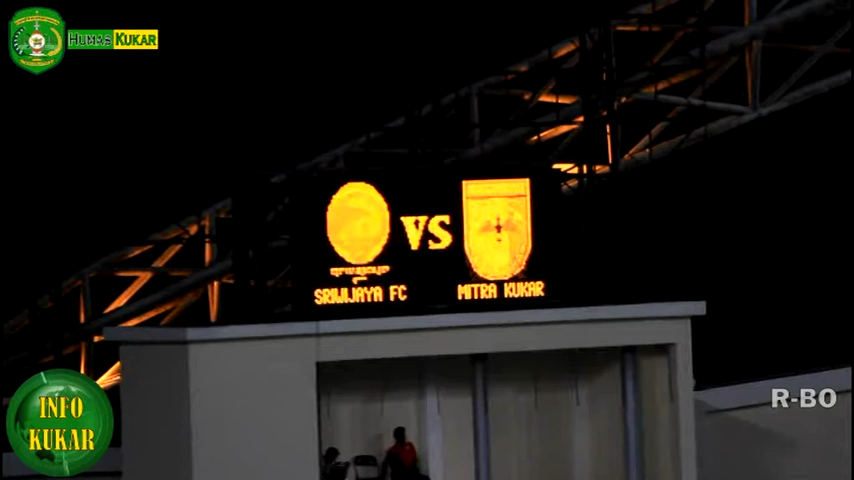 HUMAS KUKAR
VS
SRIWIJAYA FC
MITRA KUKAR
INFO
KUKAR
R-BO